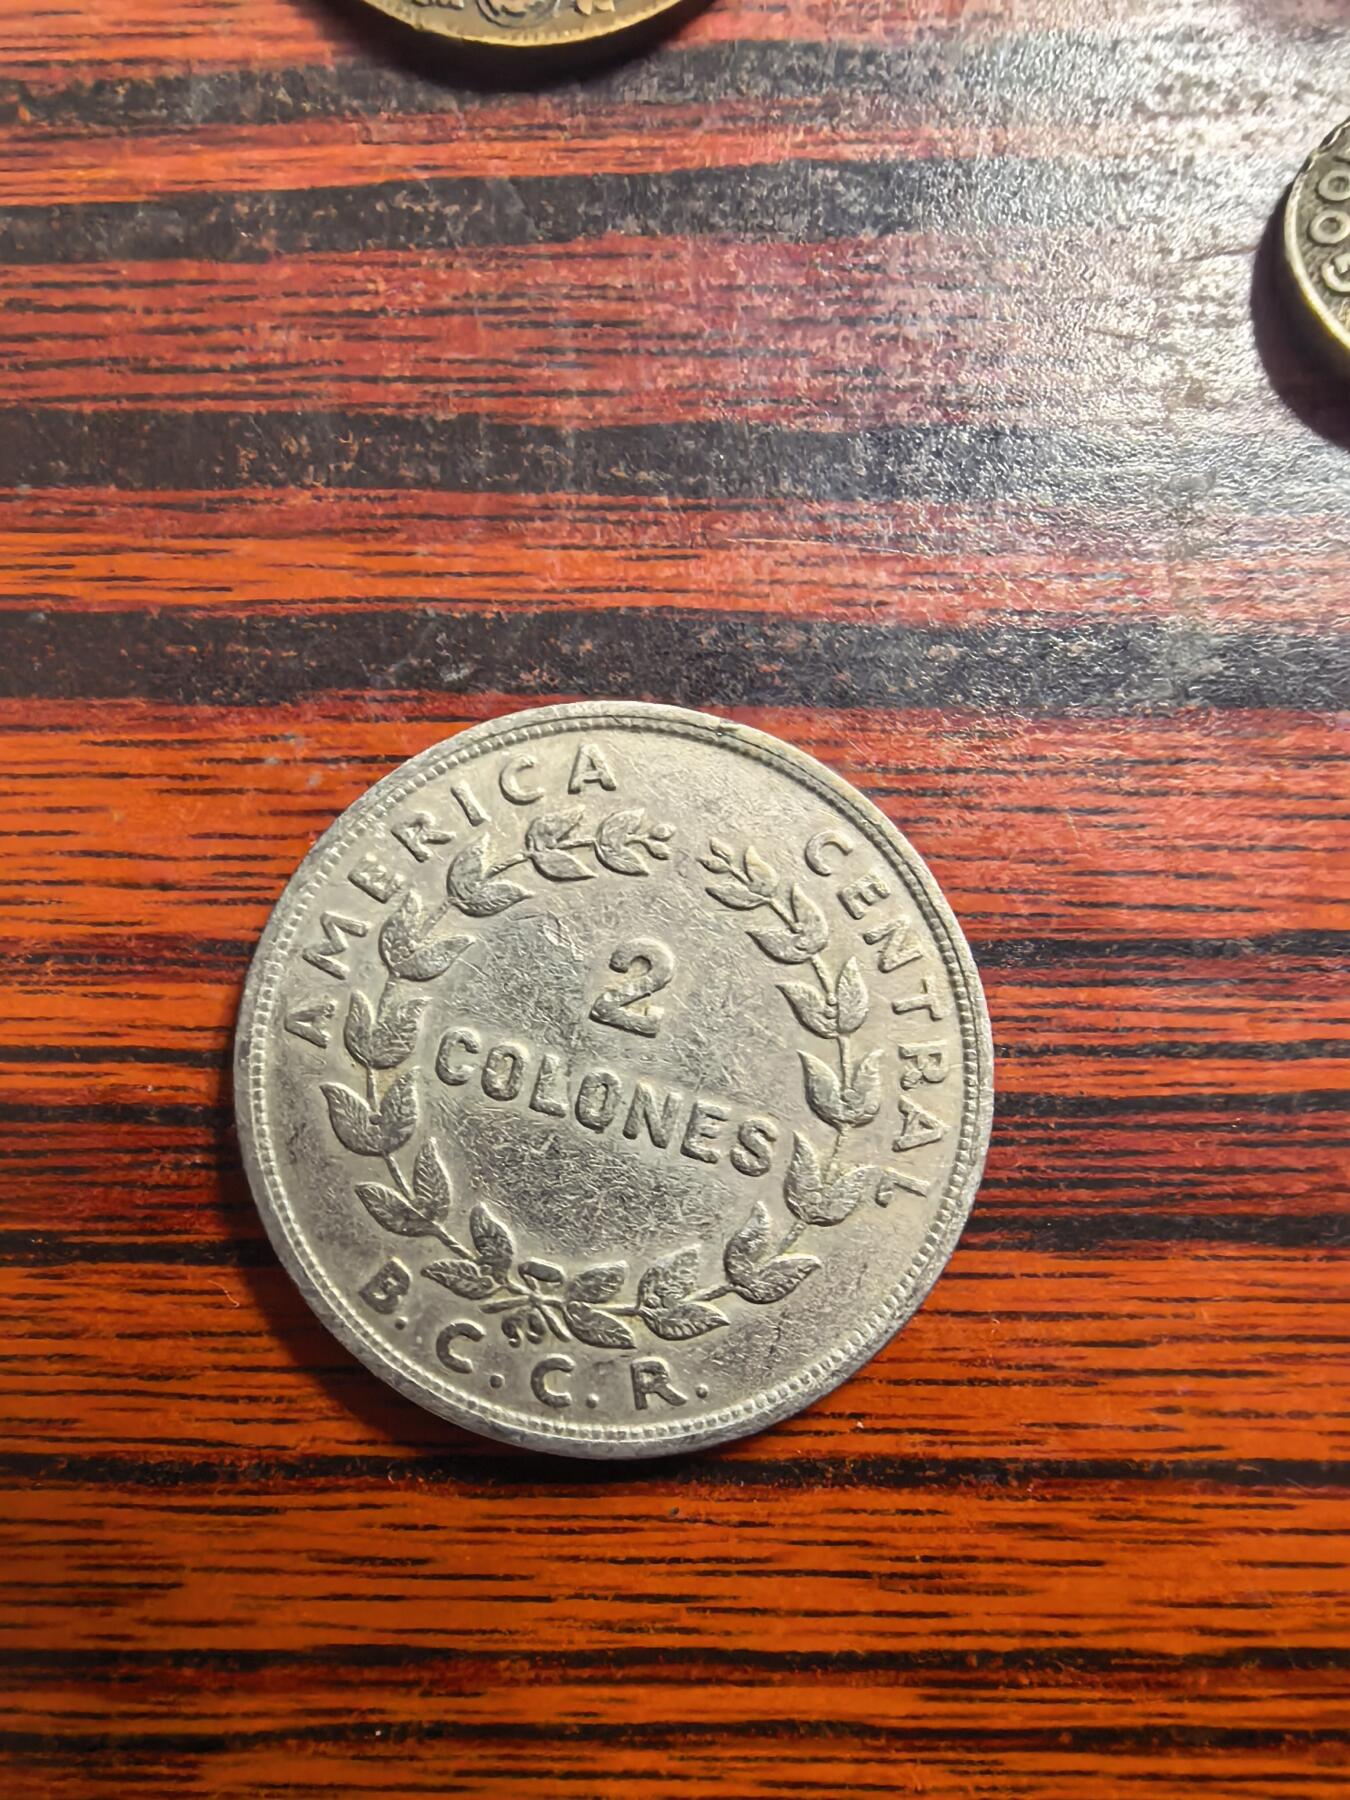 AMERICA CENTRAL
2
COLONES
B.C.C.R.